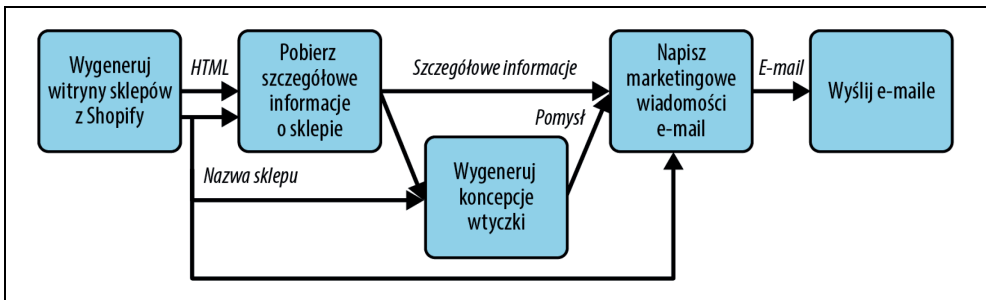 Wygeneruj
witryny sklepów
z Shopify
HTML
Pobierz
szczegółowe
informacje
o sklepie
Szczegółowe informacje
Pomysł
Napisz
marketingowe
wiadomości
e-mail
E-mail
Wyślij e-maile
Nazwa sklepu
Wygeneruj
koncepcje
wtyczki